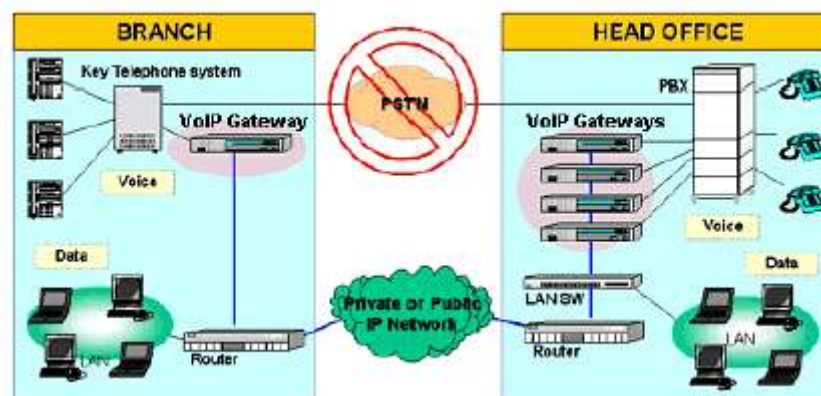 BRANCH
Key Telephone system
VoIP Gateway
Voice
Data
LAN
Router
PSTN
Private or Public
IP Network
HEAD OFFICE
PBX
VoIP Gateways
Voice
Data
LAN SW
LAN
Router